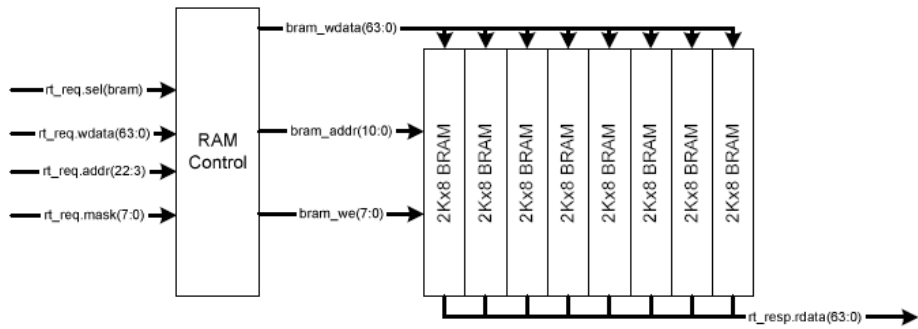 bram_wdata(63:0)
rt_req.sel(bram)
rt_req.wdata(63:0)
rt_req.addr(22:3)
rt_req.mask(7:0)
RAM
Control
bram_addr(10:0)
bram_we(7:0)
2Kx8 BRAM
2Kx8 BRAM
2Kx8 BRAM
2Kx8 BRAM
2Kx8 BRAM
2Kx8 BRAM
2Kx8 BRAM
2Kx8 BRAM
rt_resp.rdata(63:0)